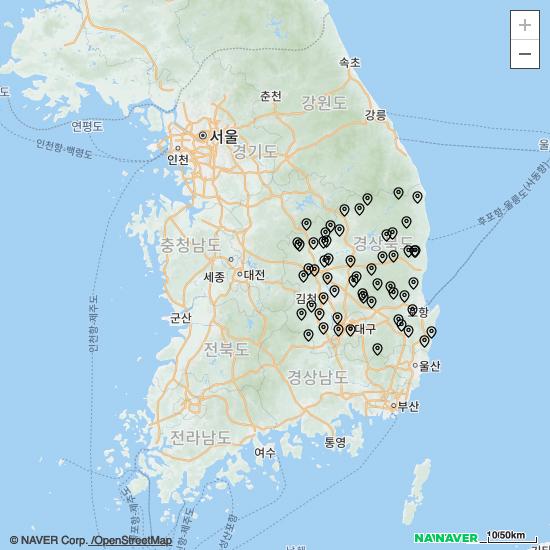 +
−
속초
도
춘천
강원도
강릉
연평도
서울
인천항-백령도
인천
경기도
울
후포항-울릉도(사동항)
충청남도
경상북도
세종
대전
김천
인천항-제주도
군산
포항
대구
전라북도
경상남도
울산
부산
전라남도
여수
통영
© NAVER Corp. /OpenStreetMap
NAVER
10/50km